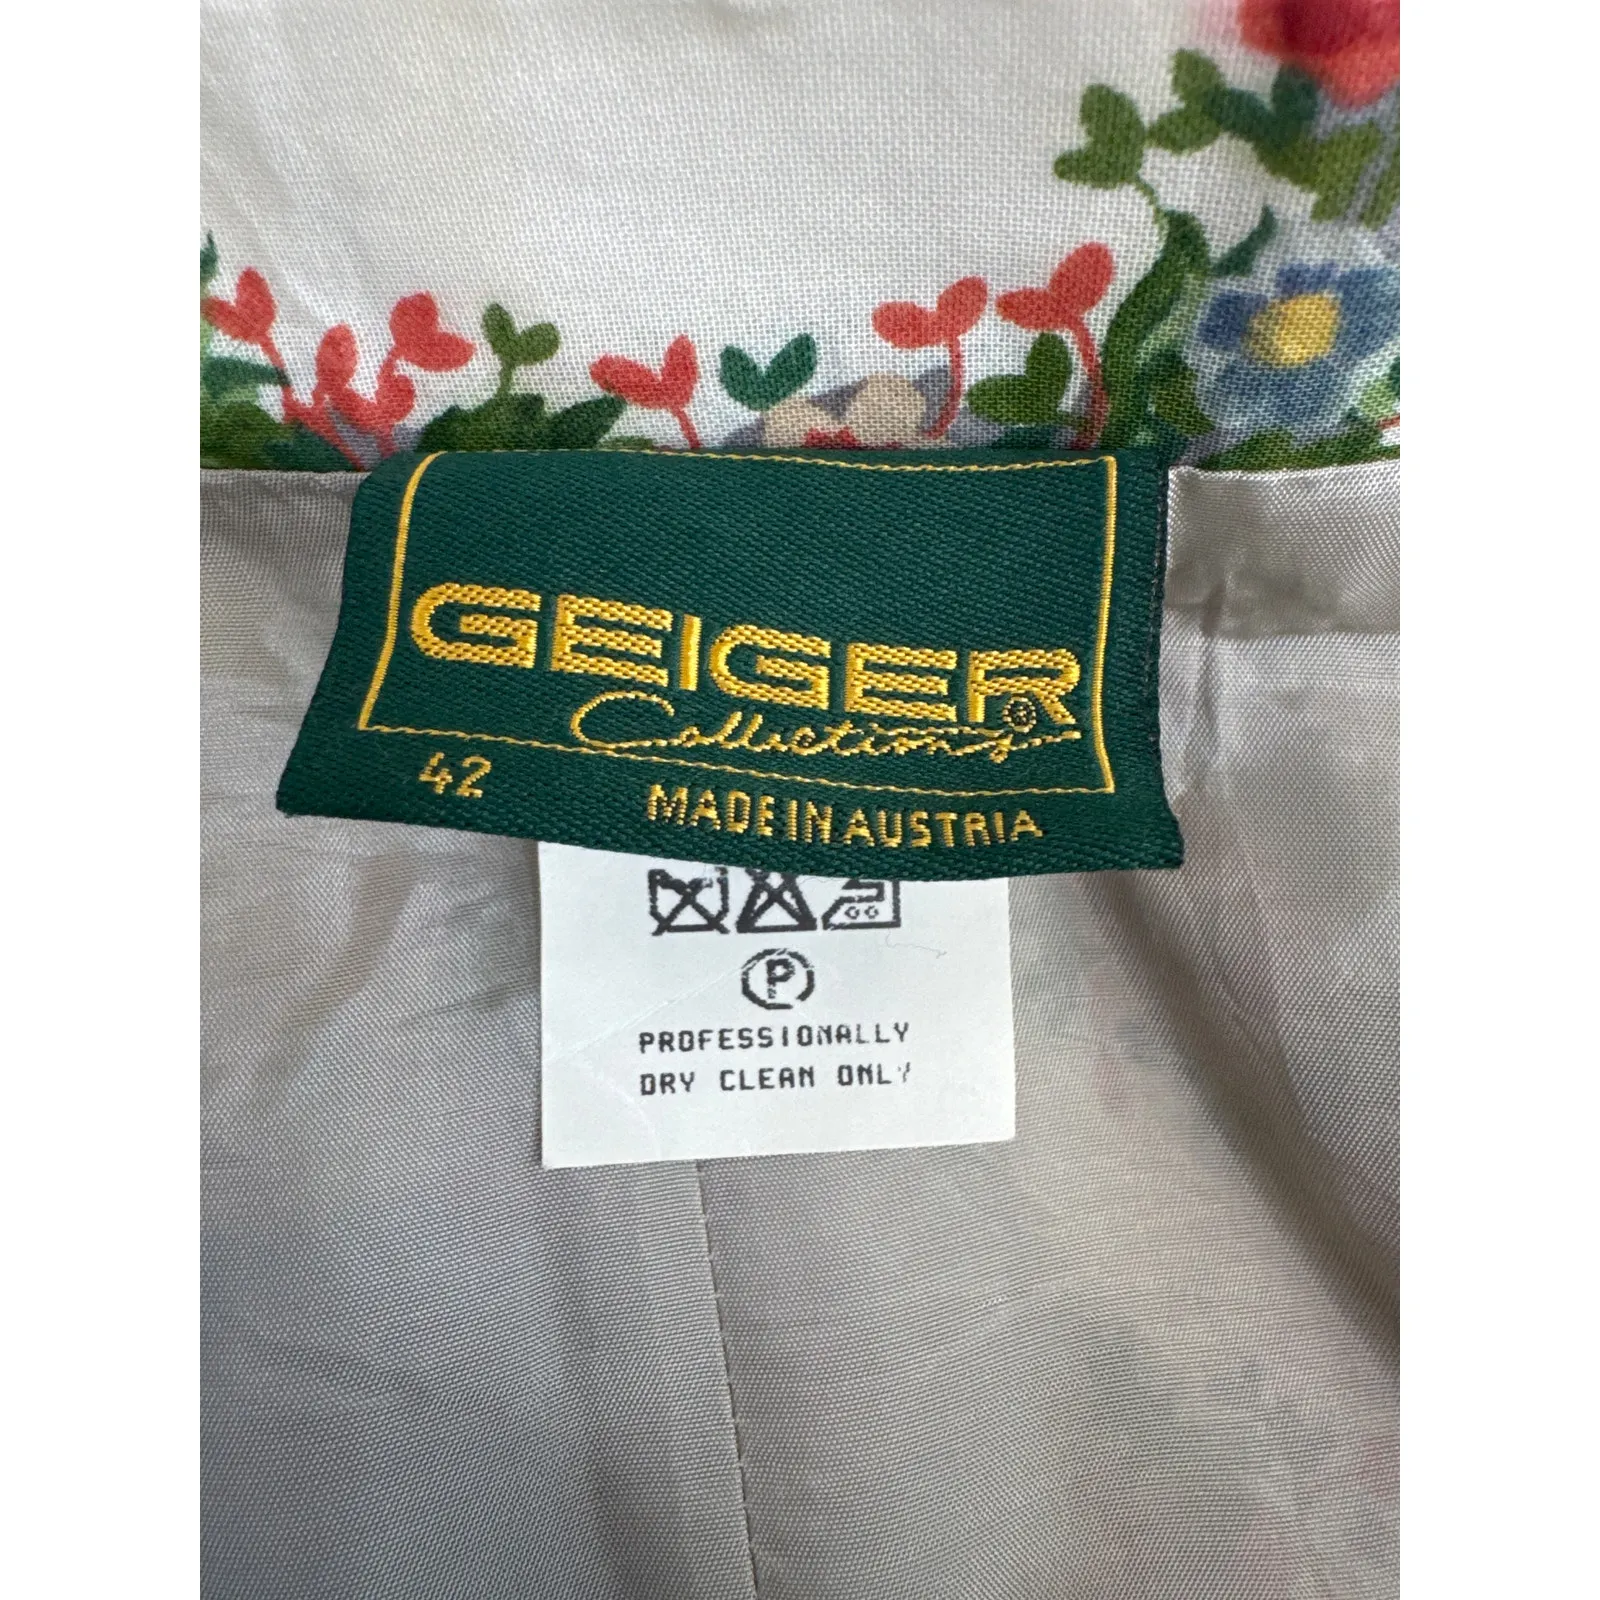 GEIGER®
Collections
42 MADE IN AUSTRIA
P
PROFESSIONALLY
DRY CLEAN ONLY